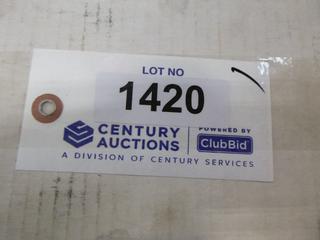 LOT NO
1420
CENTURY
AUCTIONS
POWERED BY
ClubBid
A DIVISION OF CENTURY SERVICES